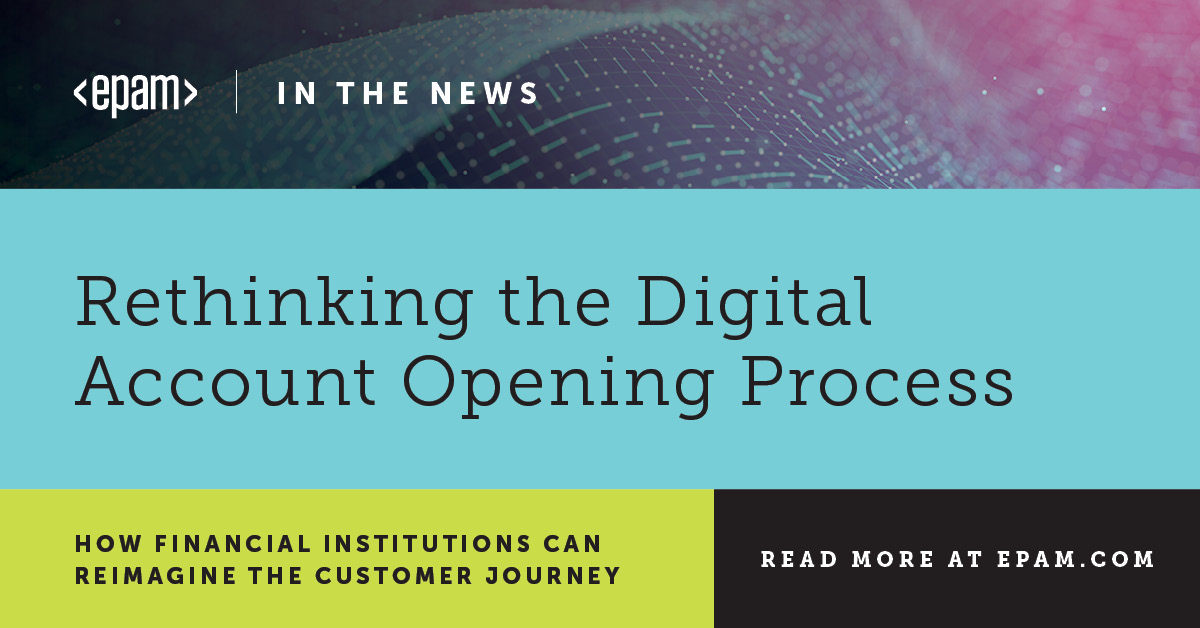 <epam> | IN THE NEWS
Rethinking the Digital
Account Opening Process
HOW FINANCIAL INSTITUTIONS CAN
REIMAGINE THE CUSTOMER JOURNEY
READ MORE AT EPAM.COM